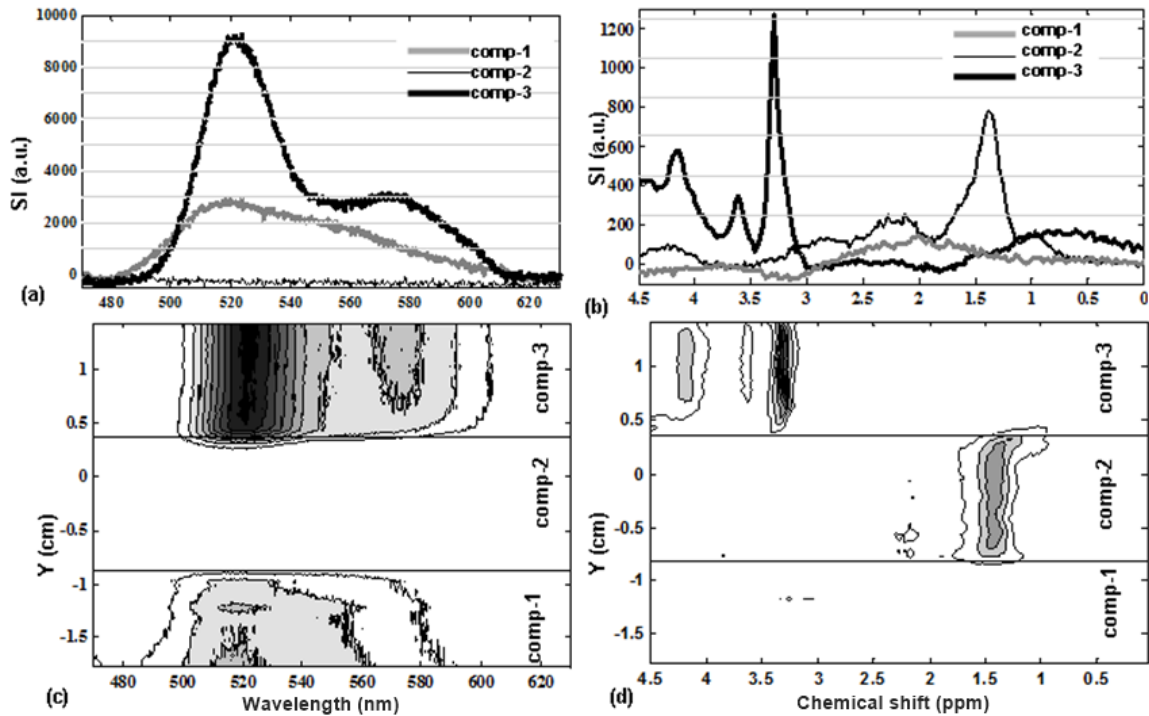 10000
8000
6000
4000
2000
0
SI (a.u.)
comp-1
comp-2
comp-3
480 500 520 540 560 580 600 620
(a)
1200
1000
800
600
400
200
0
SI (a.u.)
comp-1
comp-2
comp-3
4.5 4 3.5 3 2.5 2 1.5 1 0.5 0
(b)
1
0.5
0
-0.5
-1
-1.5
Y (cm)
comp-3
comp-2
comp-1
480 500 520 540 560 580 600 620
(c)
Wavelength (nm)
1
0.5
0
-0.5
-1
-1.5
Y (cm)
comp-3
comp-2
comp-1
4.5 4 3.5 3 2.5 2 1.5 1 0.5 0
(d)
Chemical shift (ppm)